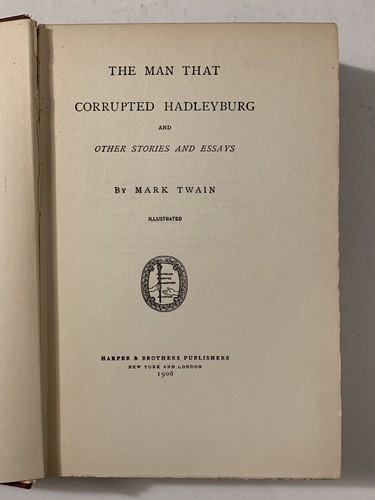 THE MAN THAT
CORRUPTED HADLEYBURG
AND
OTHER STORIES AND ESSAYS
BY MARK TWAIN
ILLUSTRATED
HARPER & BROTHERS PUBLISHERS
NEW YORK AND LONDON
1906